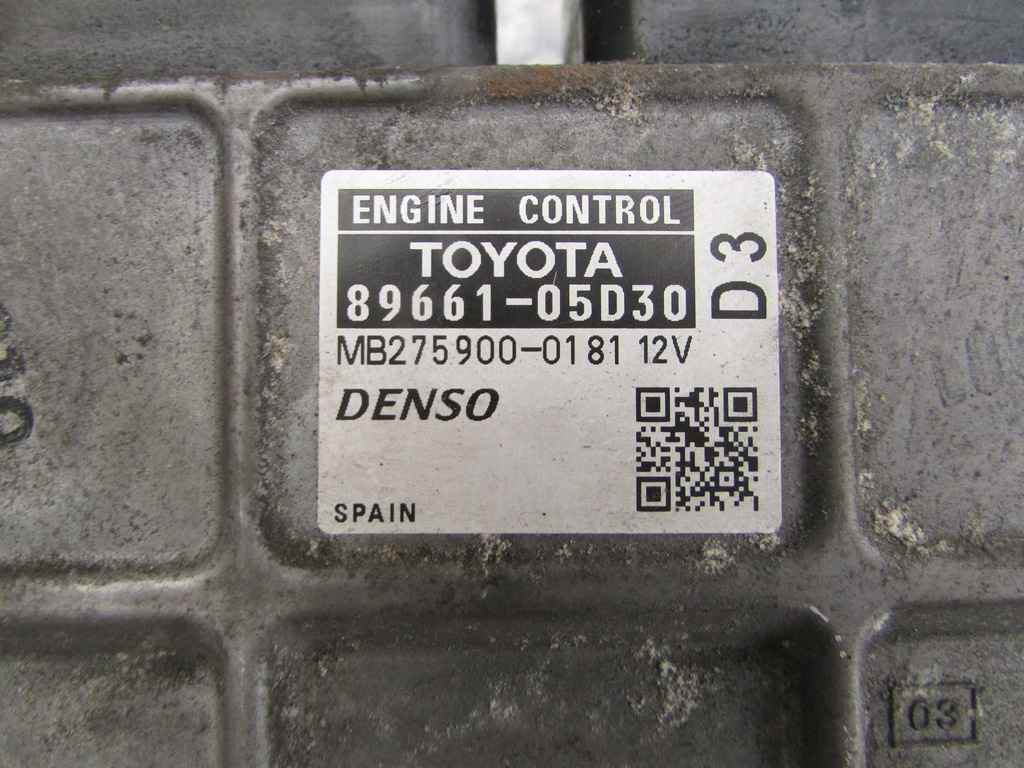 ENGINE CONTROL
TOYOTA
89661-05D30
D3
MB275900-0181 12V
DENSO
SPAIN
03